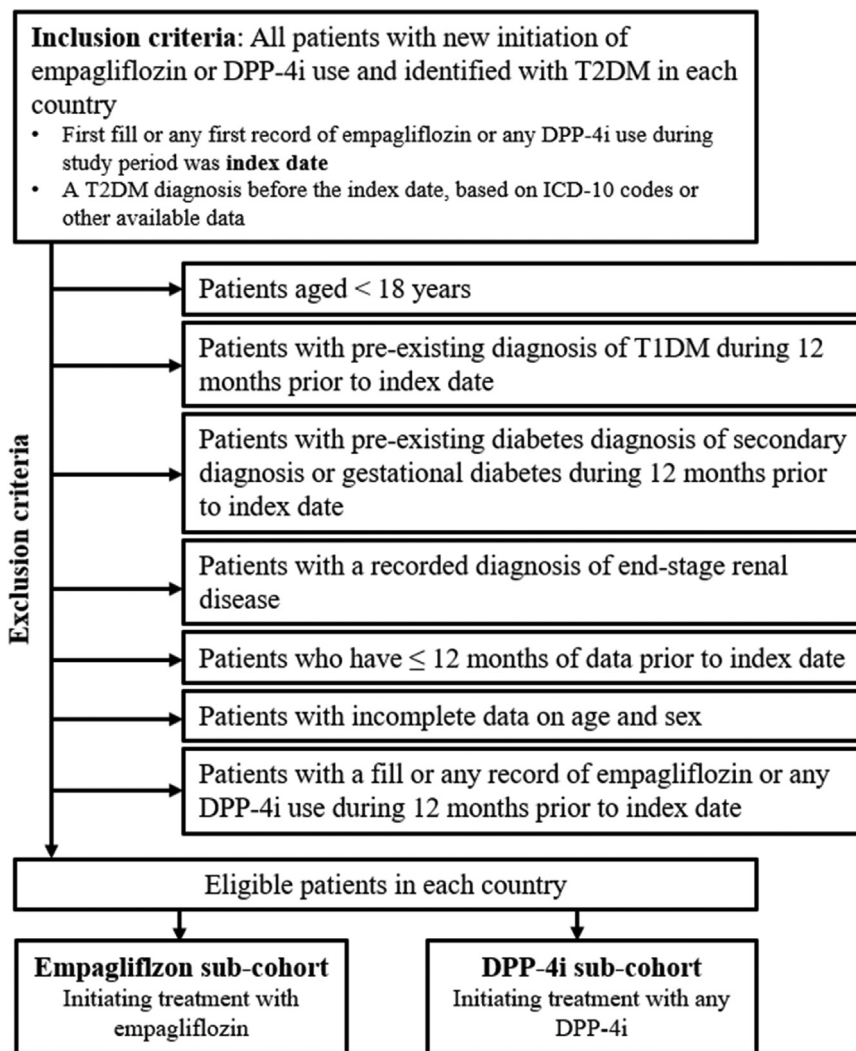 Inclusion criteria: All patients with new initiation of
empagliflozin or DPP-4i use and identified with T2DM in each
country
• First fill or any first record of empagliflozin or any DPP-4i use during
study period was index date
• A T2DM diagnosis before the index date, based on ICD-10 codes or
other available data
Exclusion criteria
Patients aged < 18 years
Patients with pre-existing diagnosis of T1DM during 12
months prior to index date
Patients with pre-existing diabetes diagnosis of secondary
diagnosis or gestational diabetes during 12 months prior
to index date
Patients with a recorded diagnosis of end-stage renal
disease
Patients who have ≤ 12 months of data prior to index date
Patients with incomplete data on age and sex
Patients with a fill or any record of empagliflozin or any
DPP-4i use during 12 months prior to index date
Eligible patients in each country
Empagliflzon sub-cohort
Initiating treatment with
empagliflozin
DPP-4i sub-cohort
Initiating treatment with any
DPP-4i